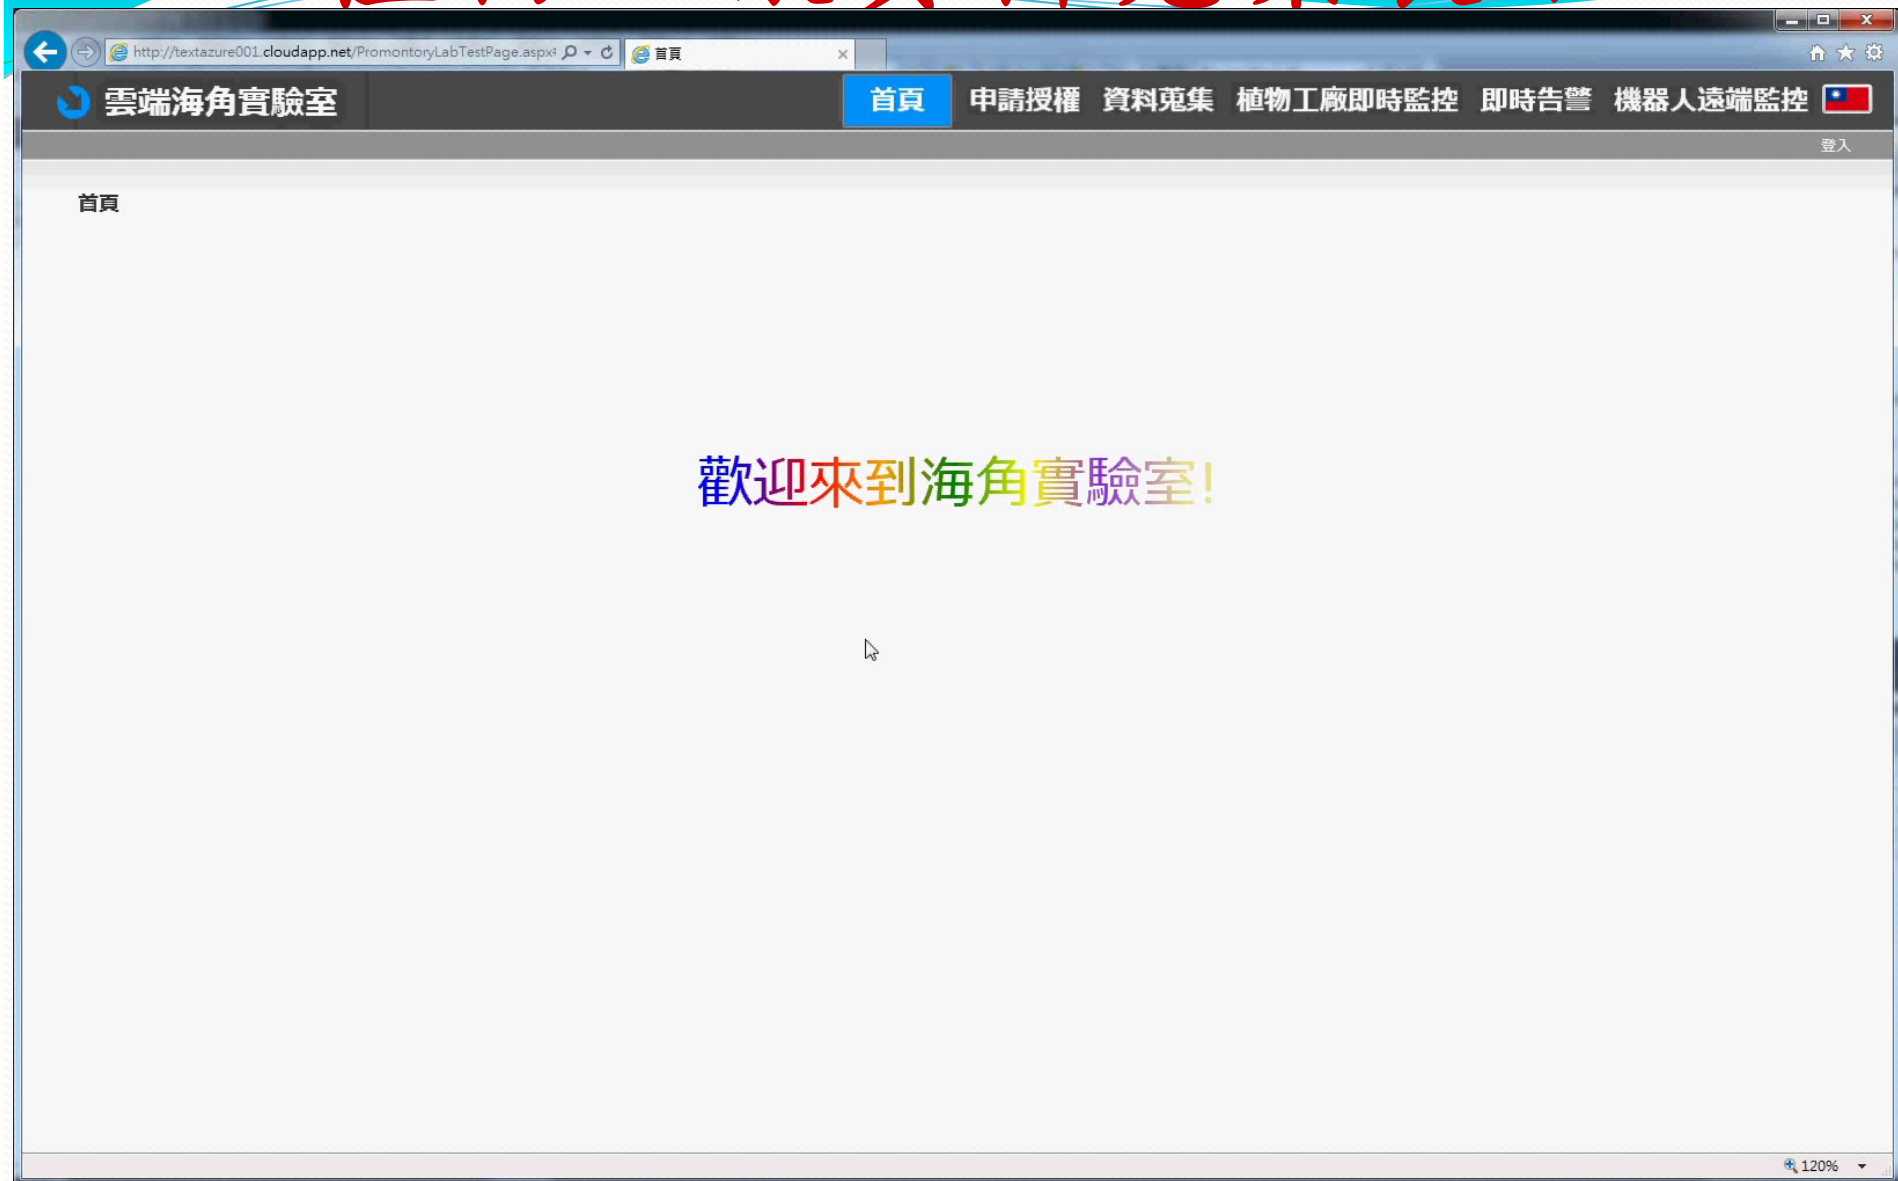 http://textazure001.cloudapp.net/PromontoryLabTestPage.aspx
首頁
雲端海角實驗室
首頁 申請授權 資料蒐集 植物工廠即時監控 即時告警 機器人遠端監控
登入
首頁
歡迎來到海角實驗室!
120%